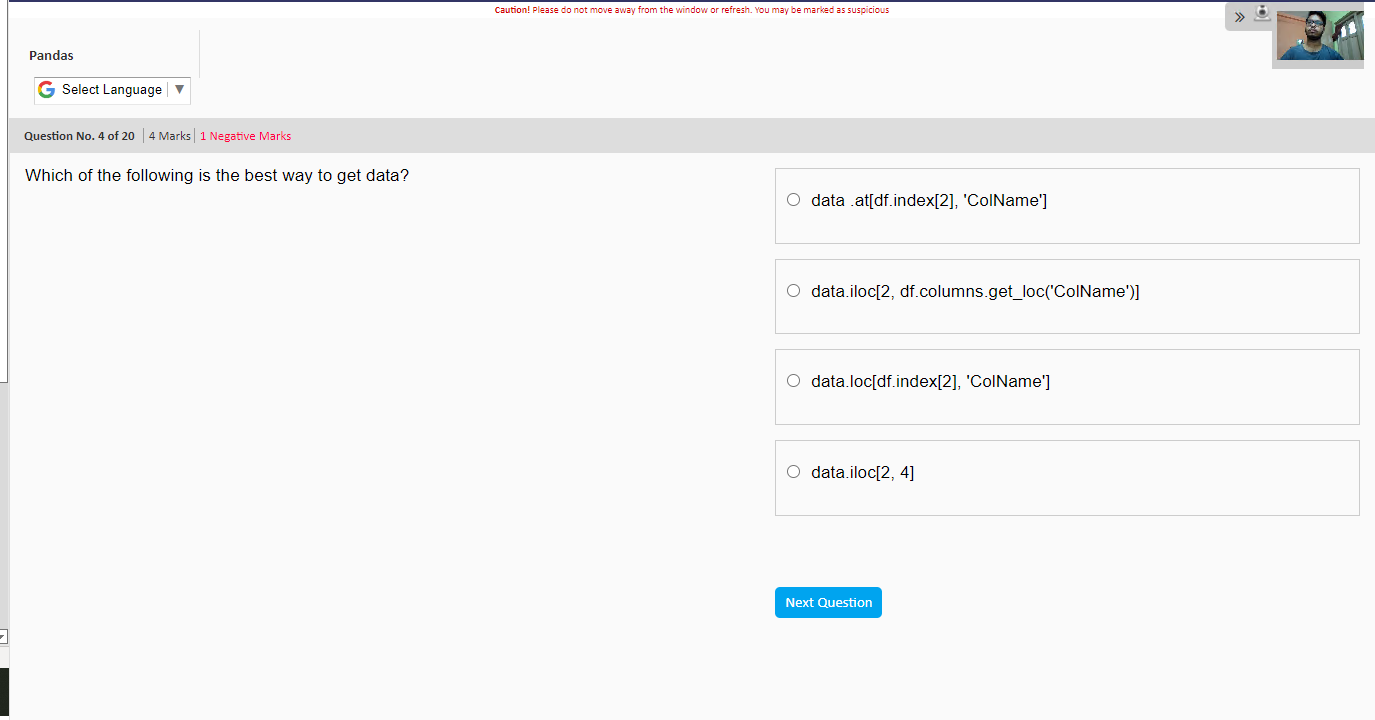 Caution! Please do not move away from the window or refresh. You may be marked as suspicious
Pandas
Select Language
Question No. 4 of 20 4 Marks 1 Negative Marks
Which of the following is the best way to get data?
data .at[df.index[2], 'ColName']
data.iloc[2, df.columns.get_loc('ColName')]
data.loc[df.index[2], 'ColName']
data.iloc[2, 4]
Next Question